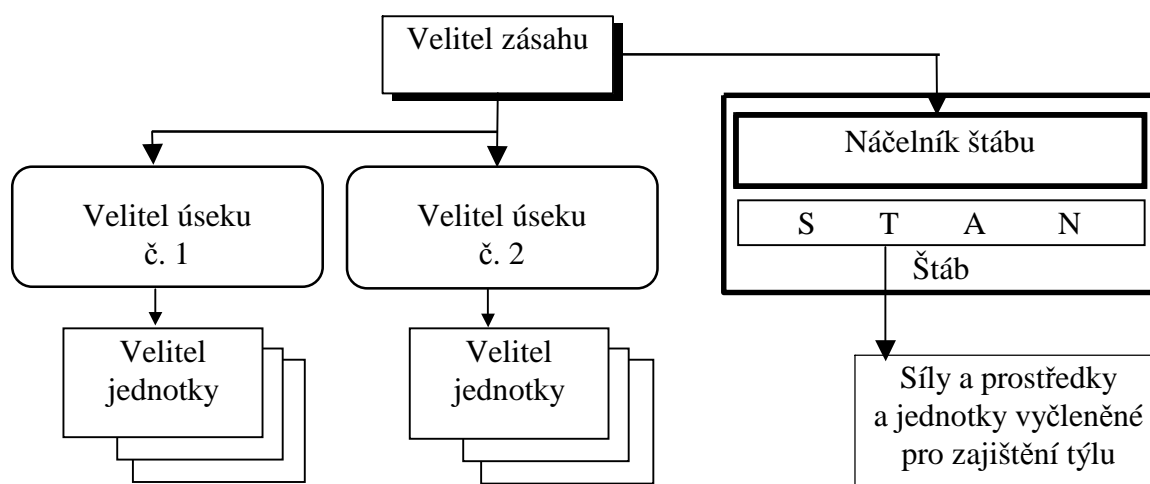 Velitel zásahu
Náčelník štábu
S T A N
Štáb
Velitel úseku
č. 1
Velitel úseku
č. 2
Velitel
jednotky
Velitel
jednotky
Síly a prostředky
a jednotky vyčleněné
pro zajištění týlu